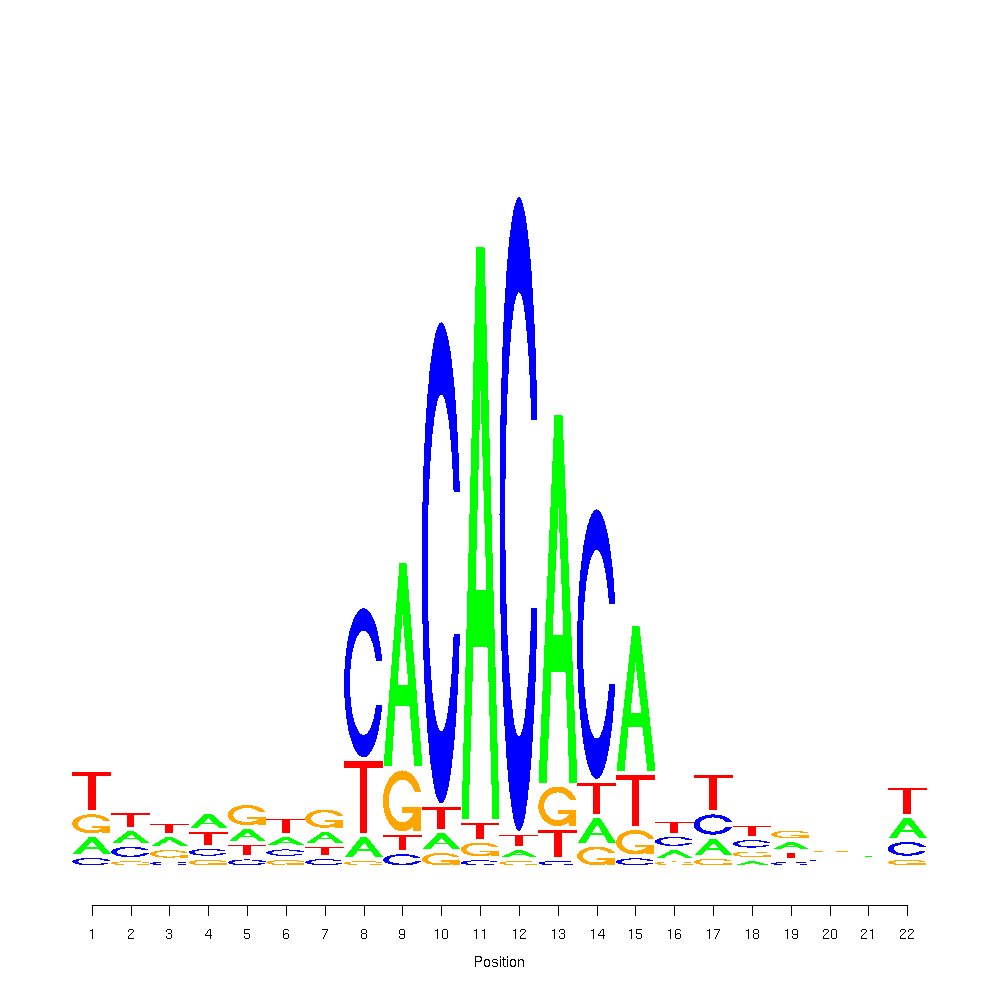 T T T A G T G C A C A C A C A T T T G T
G A A T A A A T G T T T G T T C C C A A
A C G C T C T A T A G A T A G A A G T C
C G C G C G C G C G C G C G C G G A C G
1 2 3 4 5 6 7 8 9 10 11 12 13 14 15 16 17 18 19 20 21 22
Position